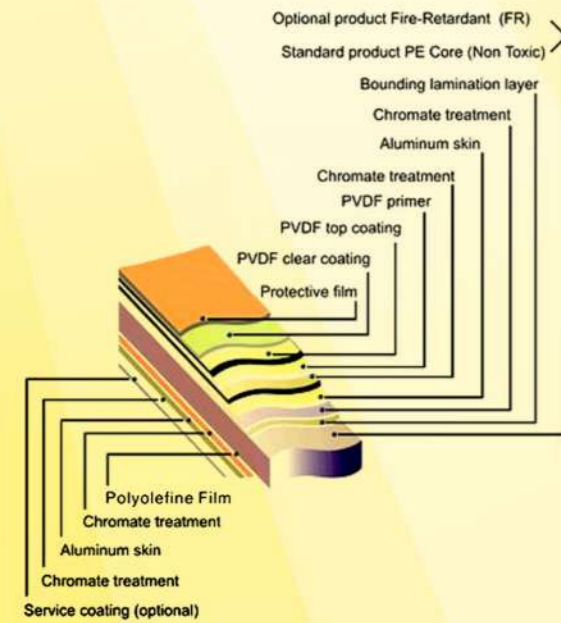 Optional product Fire-Retardant (FR)
Standard product PE Core (Non Toxic)
Bounding lamination layer
Chromate treatment
Aluminum skin
Chromate treatment
PVDF primer
PVDF top coating
PVDF clear coating
Protective film
Polyolefine Film
Chromate treatment
Aluminum skin
Chromate treatment
Service coating (optional)